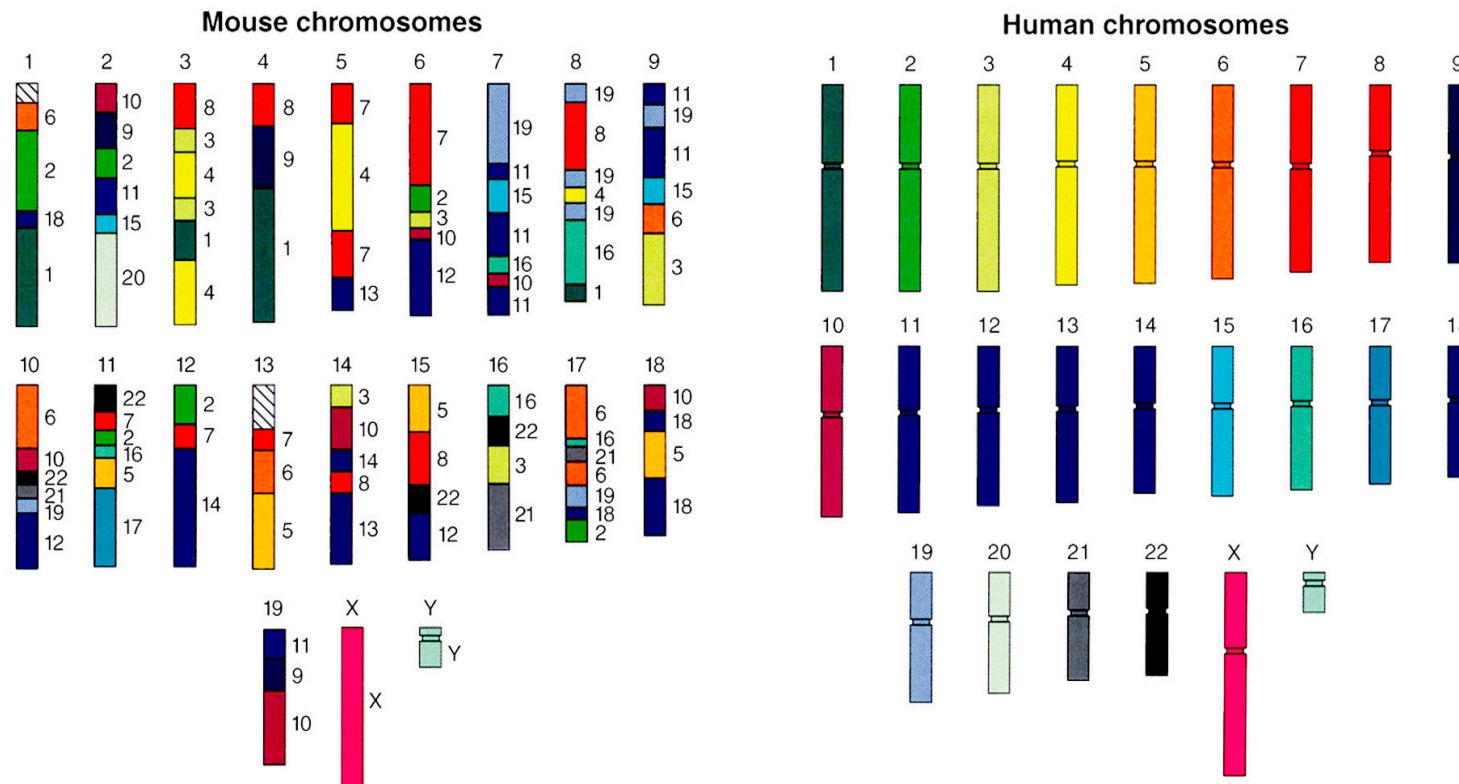 Mouse chromosomes
1 2 3 4 5 6 7 8 9
6 2 18 1
10 9 2 11 15 20
8 3 4 3 1 4
8 9 1
7 4 7 13
7 2 3 10 12
19 11 15 11 16 10 11
19 8 19 4 19 16 1
11 19 11 15 6 3
10 11 12 13 14 15 16 17 18
6 10 22 21 19 12
22 7 2 16 5 17
2 7 14
7 6 5
3 10 14 8 13
5 8 22 12
16 22 3 21
6 16 21 6 19 18 2
10 18 5 18
19 X Y
11 9 10
X
Y
Human chromosomes
1 2 3 4 5 6 7 8 9
10 11 12 13 14 15 16 17
19 20 21 22 X Y